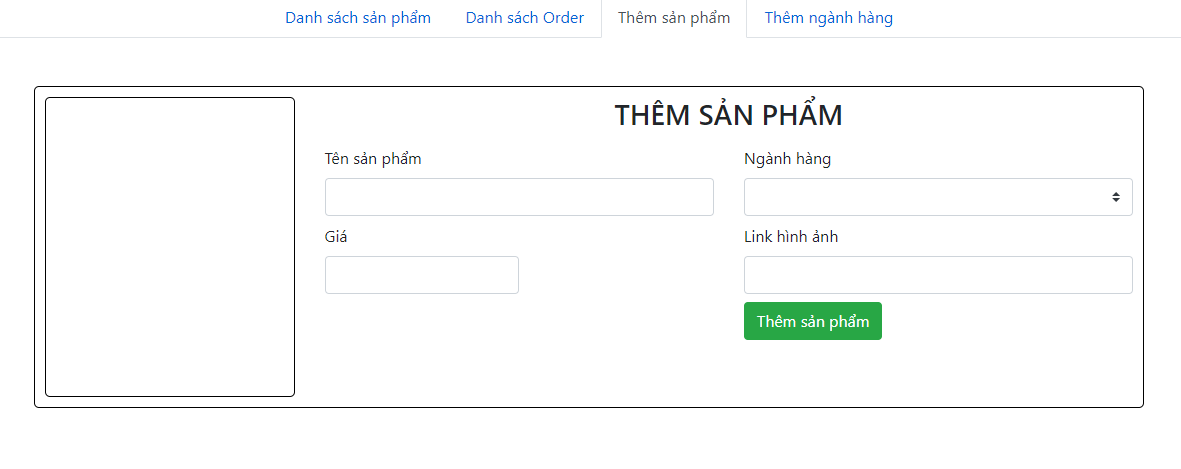 Danh sách sản phẩm Danh sách Order Thêm sản phẩm Thêm ngành hàng
THÊM SẢN PHẨM
Tên sản phẩm Ngành hàng
Giá Link hình ảnh
Thêm sản phẩm